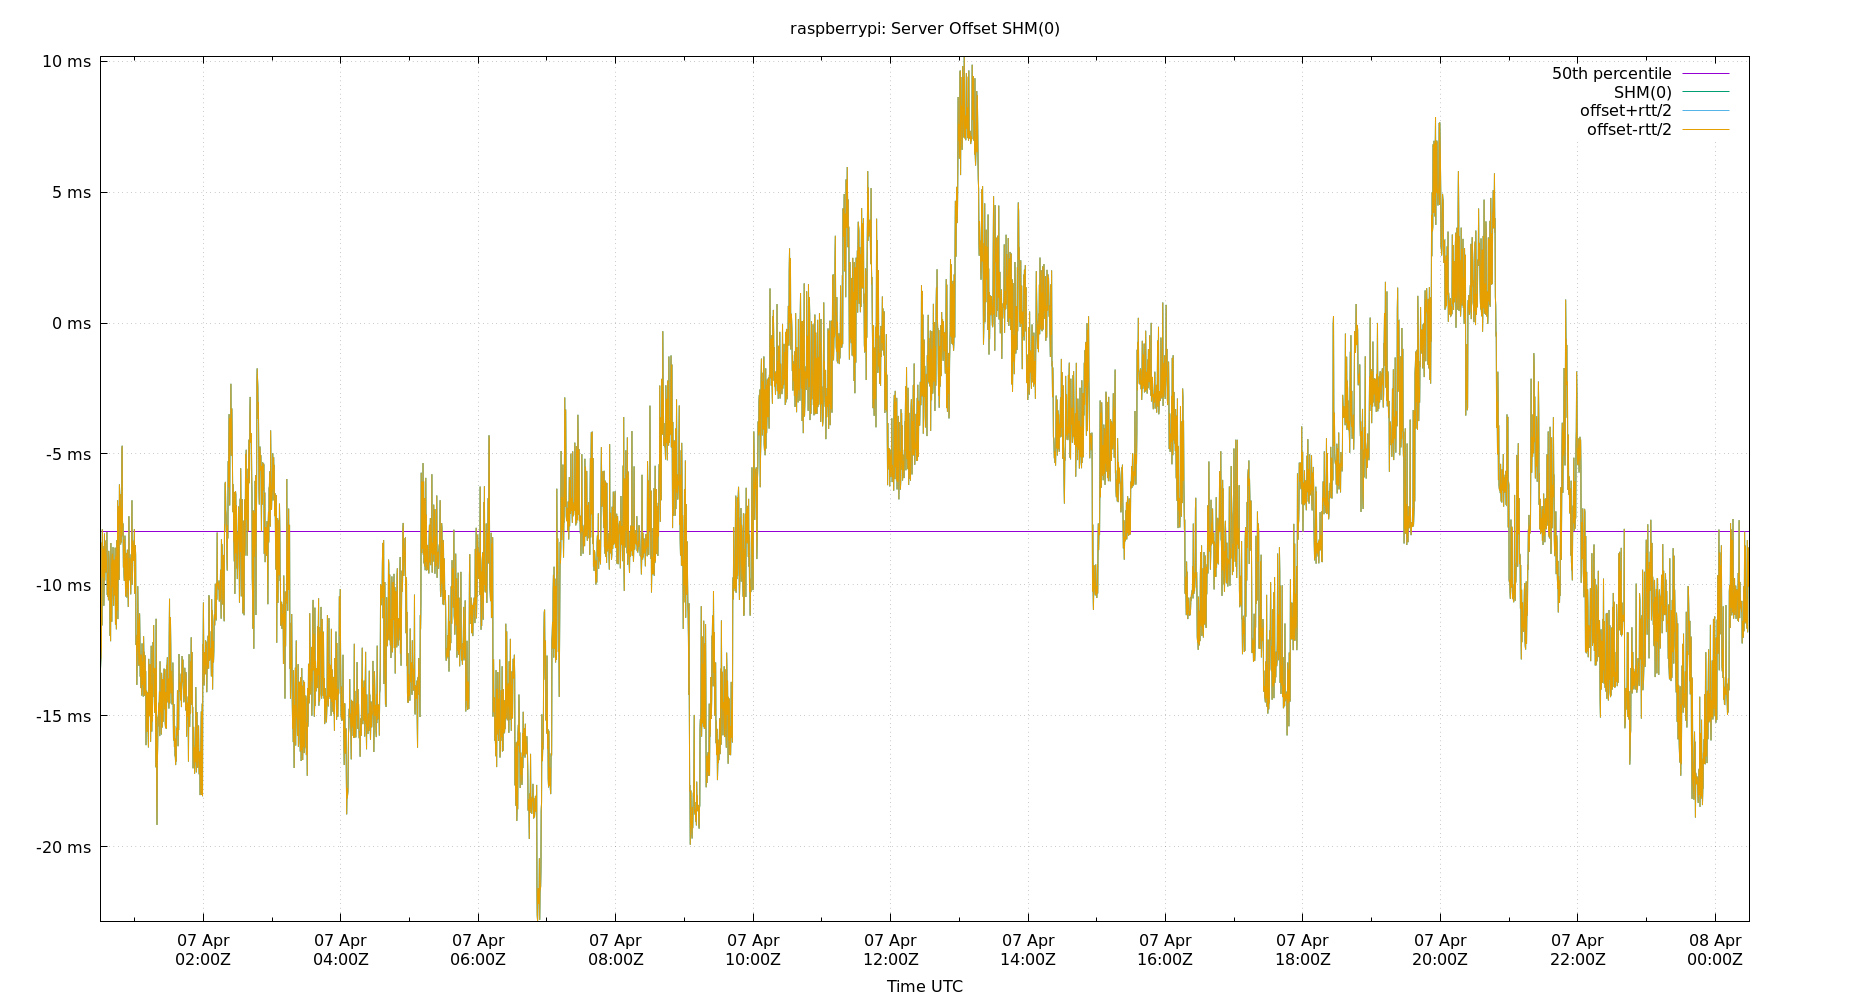 raspberrypi: Server Offset SHM(0)
10 ms
5 ms
0 ms
-5 ms
-10 ms
-15 ms
-20 ms
50th percentile
SHM(0)
offset+rtt/2
offset-rtt/2
07 Apr 07 Apr 07 Apr 07 Apr 07 Apr 07 Apr 07 Apr 07 Apr 07 Apr 07 Apr 07 Apr 08 Apr
02:00Z 04:00Z 06:00Z 08:00Z 10:00Z 12:00Z 14:00Z 16:00Z 18:00Z 20:00Z 22:00Z 00:00Z
Time UTC